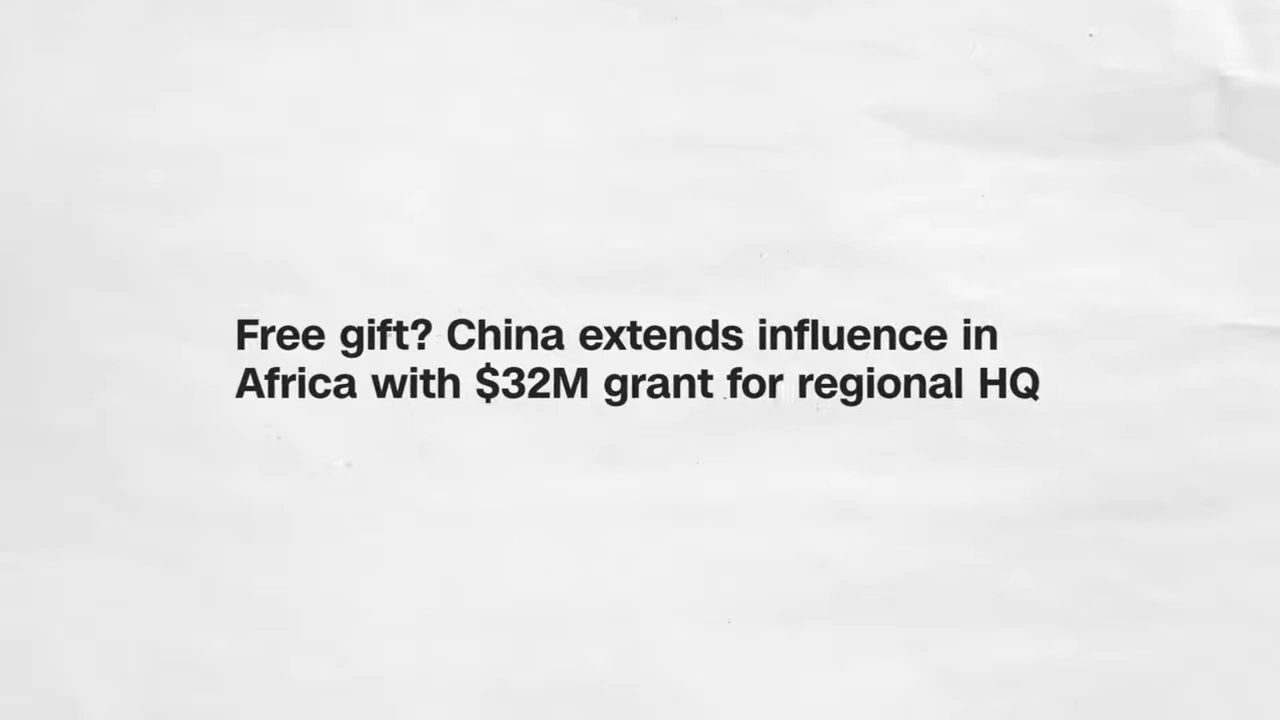 Free gift? China extends influence in
Africa with $32M grant for regional HQ